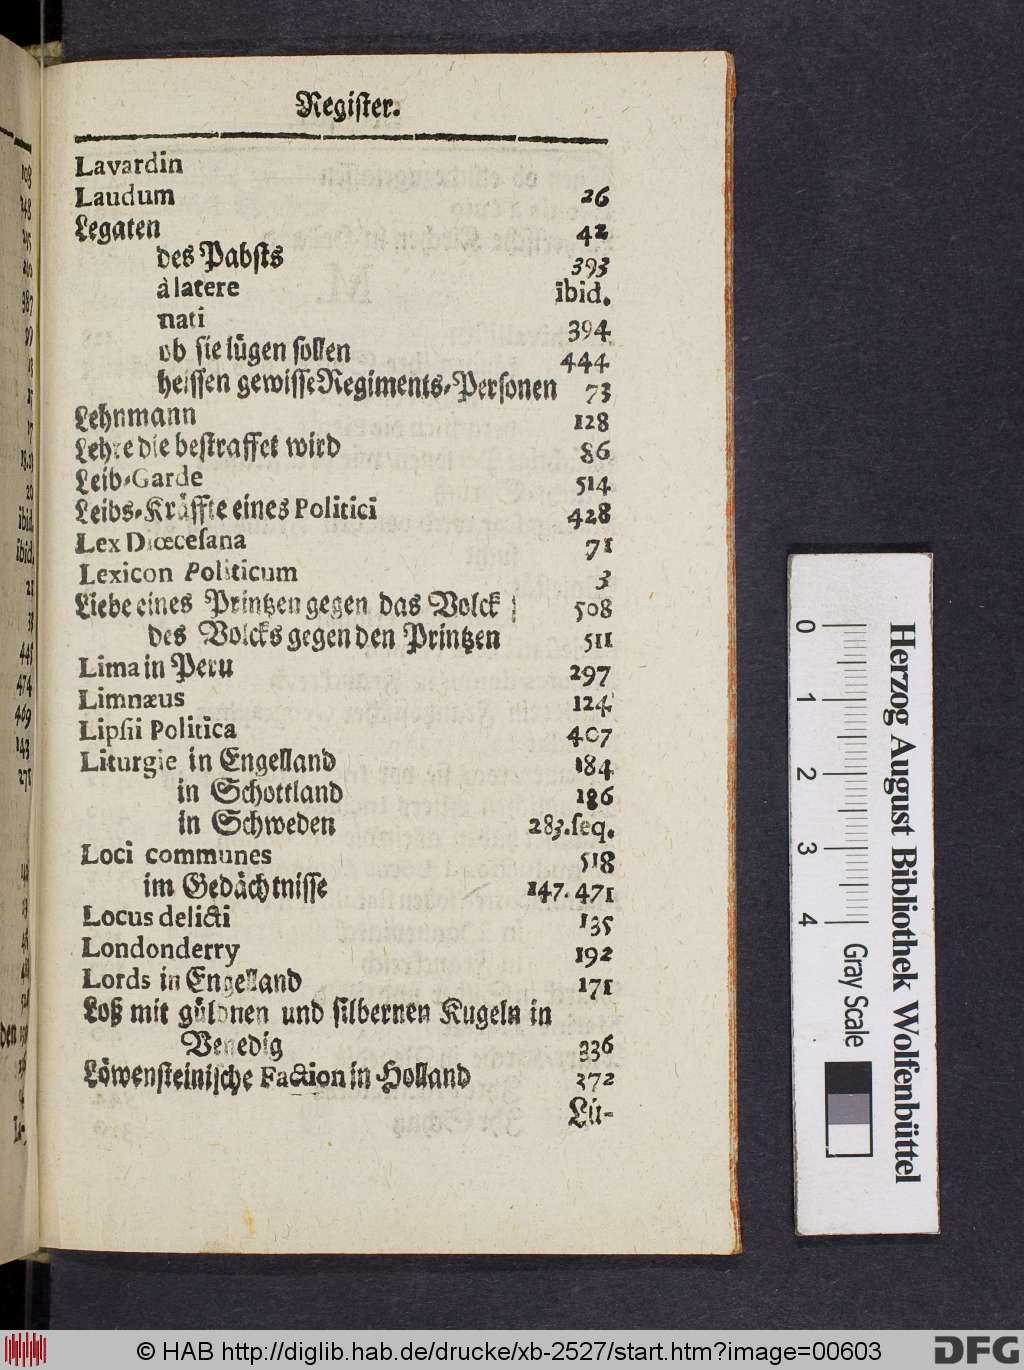 Regiſter.
Lavardin
Laudum 26
Legaten 42
des Pabſts 393
à latere ibid.
nati 394
ob ſie lügen ſollen 444
heiſſen gewiſſe Regiments-Perſonen 73
Lehnmann 128
Lehre die beſtraffet wird 86
Leib-Garde 514
Leibs-Kräffte eines Politici 428
Lex Diœceſana 71
Lexicon Politicum 3
Liebe eines Printzen gegen das Volck 508
des Volcks gegen den Printzen 511
Lima in Peru 297
Limnæus 124
Lipſii Politica 407
Liturgie in Engelland 184
in Schottland 186
in Schweden 283. ſeq.
Loci communes 518
im Gedächtniſſe 147. 471
Locus delicti 135
Londonderry 192
Lords in Engelland 171
Loß mit güldnen und ſilbernen Kugeln in
Venedig 336
Löwenſteiniſche Faction in Holland 372
Lü-
Herzog August Bibliothek Wolfenbüttel
0 1 2 3 4 Gray Scale
© HAB http://diglib.hab.de/drucke/xb-2527/start.htm?image=00603
DFG